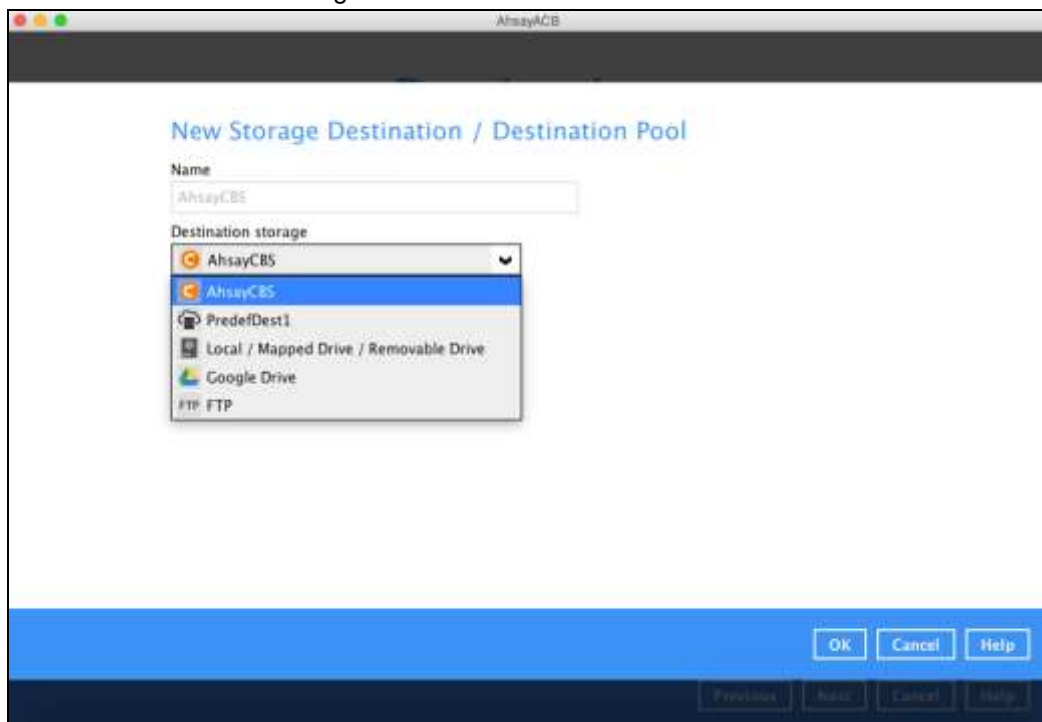 AhsayACB
New Storage Destination / Destination Pool
Name
AhsayCBS
Destination storage
AhsayCBS
AhsayCBS
PredefDest1
Local / Mapped Drive / Removable Drive
Google Drive
FTP FTP
OK Cancel Help
Previous Next Cancel Help